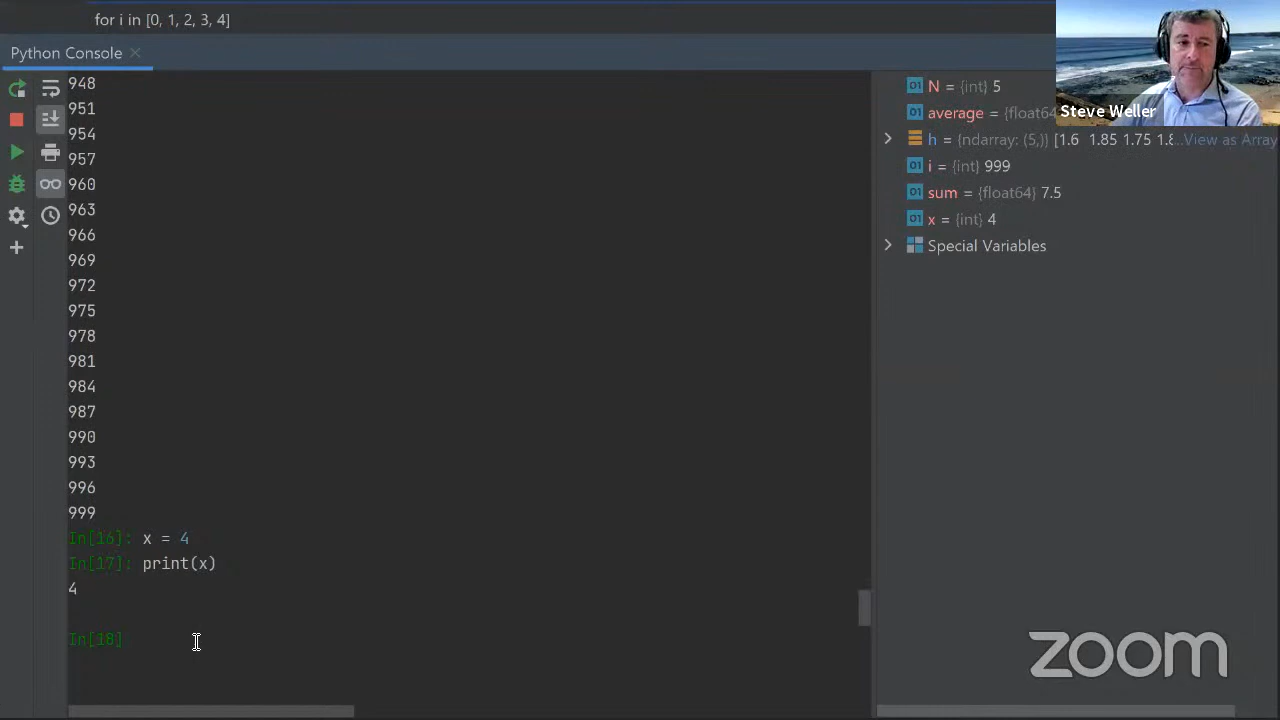 for i in [0, 1, 2, 3, 4]
Python Console
948
951
954
957
960
963
966
969
972
975
978
981
984
987
990
993
996
999
In[16]: x = 4
In[17]: print(x)
4
In[18]
N = {int} 5
average = {float64
h = {ndarray: (5,)} [1.6 1.85 1.75 1.8...View as Array
i = {int} 999
sum = {float64} 7.5
x = {int} 4
Special Variables
Steve Weller
zoom